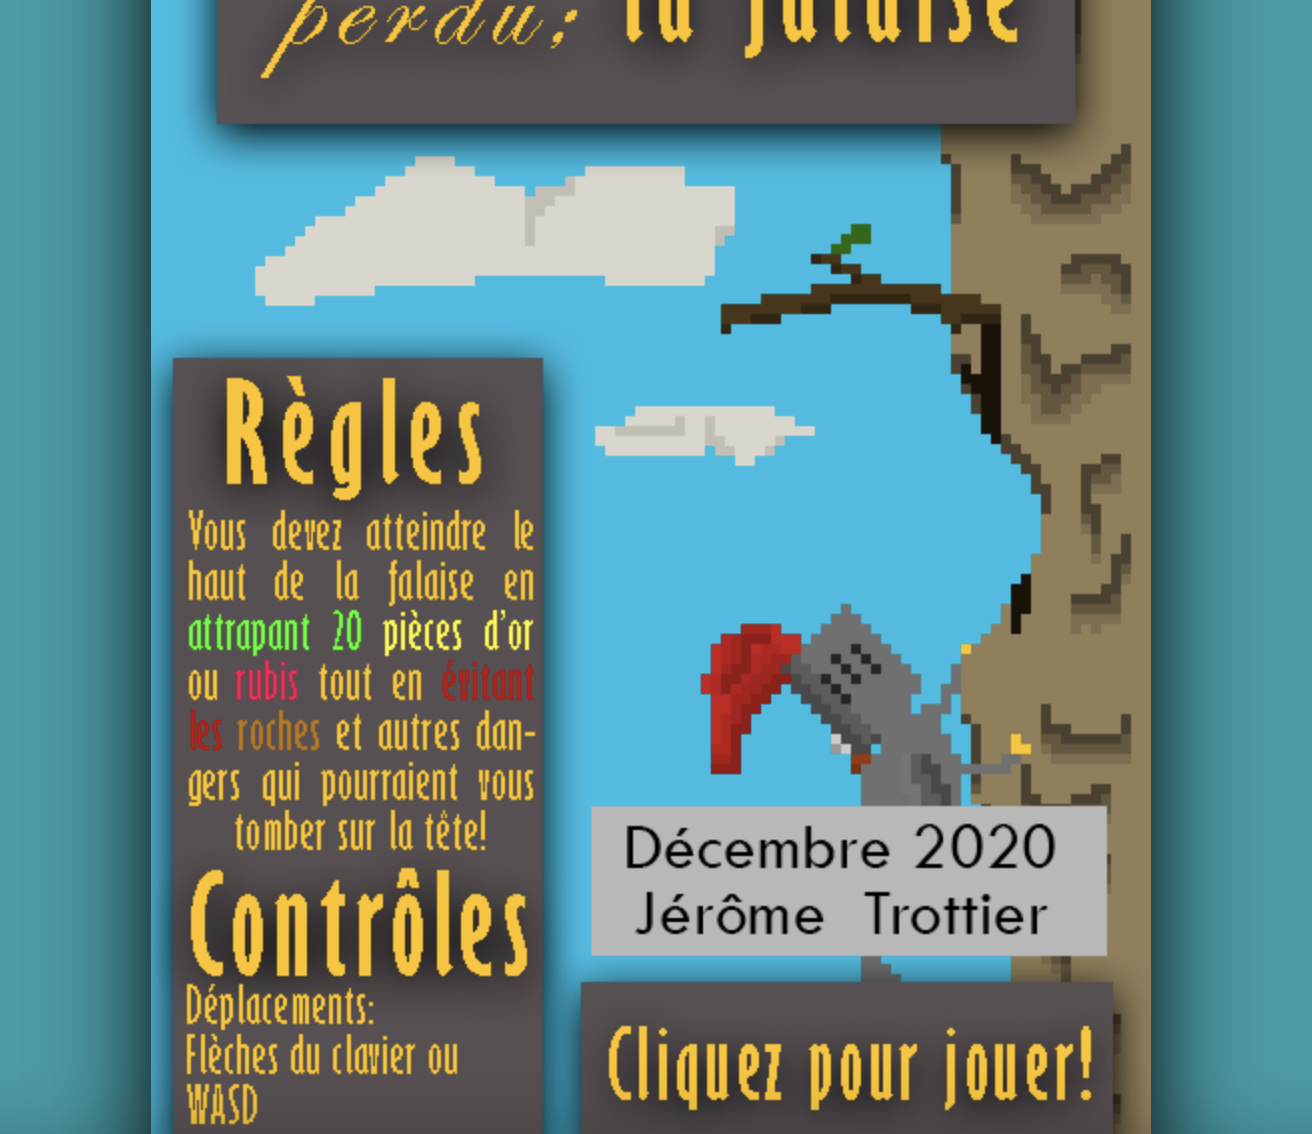 perdu: la falaise
Règles
Vous devez atteindre le
haut de la falaise en
attrapant 20 pièces d'or
ou rubis tout en évitant
les roches et autres dan-
gers qui pourraient vous
tomber sur la tête!
Contrôles
Déplacements:
Flèches du clavier ou
WASD
Décembre 2020
Jérôme Trottier
Cliquez pour jouer!